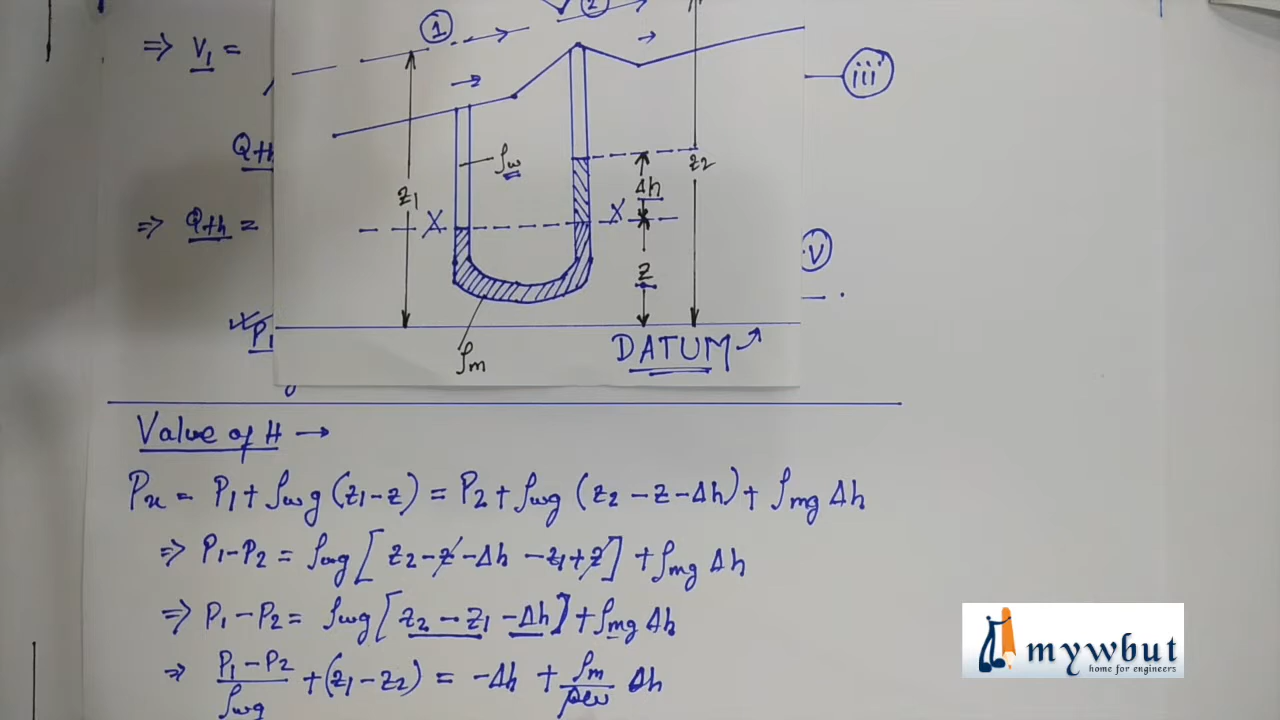 ⇒ V₁ =
① ②
iii
Qth
ρw
z₁
Δh
z₂
X X
⇒ Qth =
z
v
P₁
ρm
DATUM
Value of H →
Px = P₁ + ρwg (z₁ - z) = P₂ + ρwg (z₂ - z - Δh) + ρmg Δh
⇒ P₁ - P₂ = ρwg [z₂ - z - Δh - z₁ + z] + ρmg Δh
⇒ P₁ - P₂ = ρwg [z₂ - z₁ - Δh] + ρmg Δh
⇒ P₁ - P₂ / ρwg + (z₁ - z₂) = -Δh + ρm/ρw Δh
mywbut
home for engineers